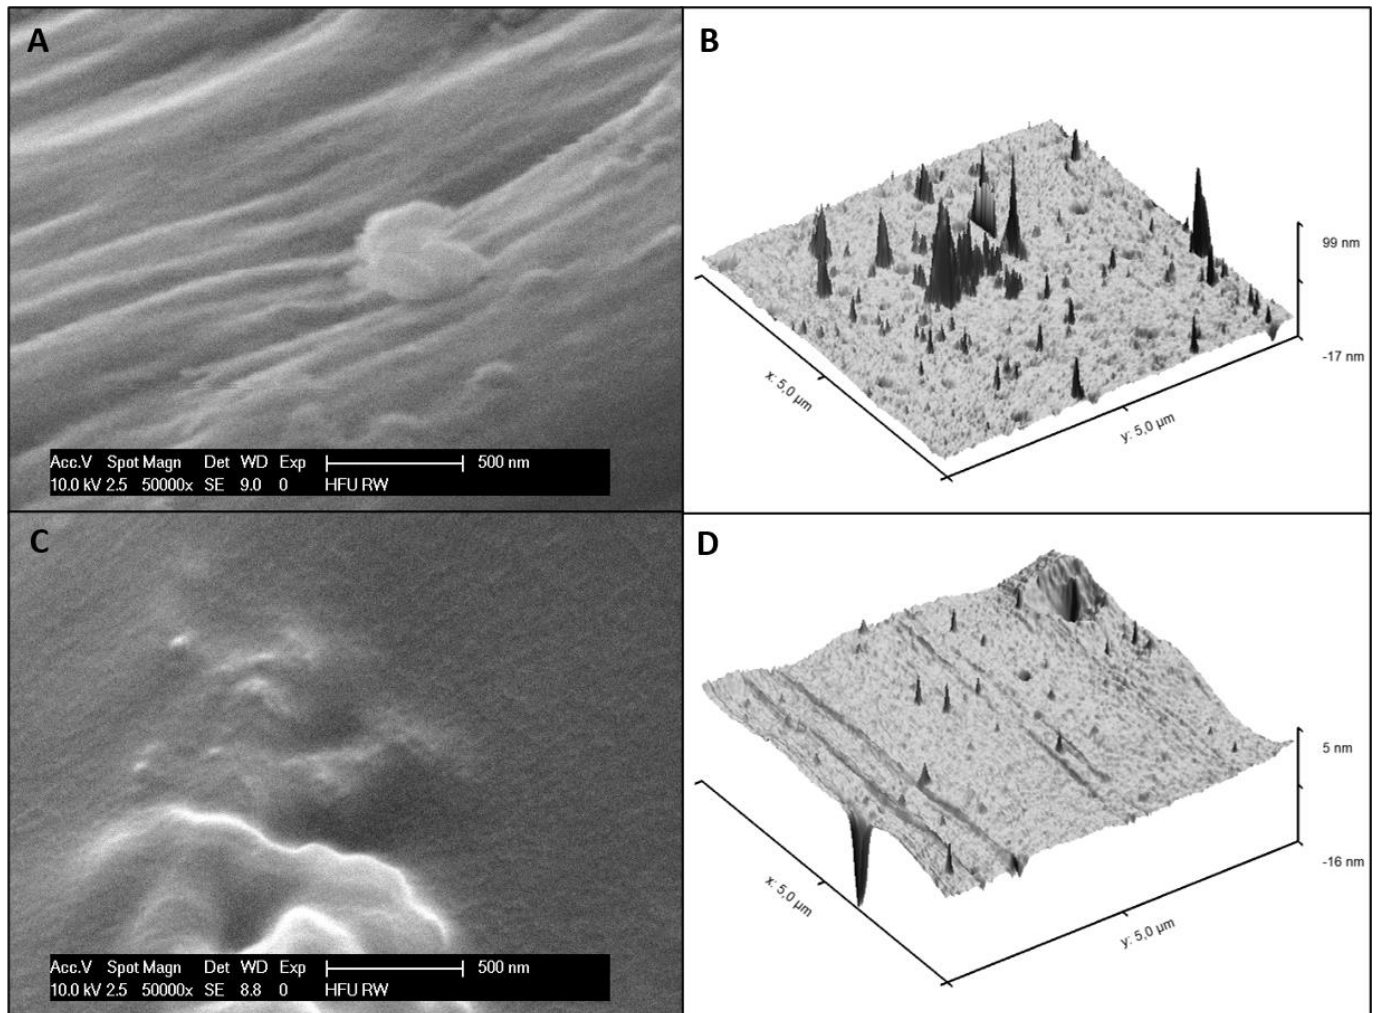 A
Acc.V Spot Magn Det WD Exp 500 nm
10.0 kV 2.5 50000x SE 9.0 0 HFU RW
B
99 nm
-17 nm
x: 5,0 µm
y: 5,0 µm
C
Acc.V Spot Magn Det WD Exp 500 nm
10.0 kV 2.5 50000x SE 8.8 0 HFU RW
D
5 nm
-16 nm
x: 5,0 µm
y: 5,0 µm